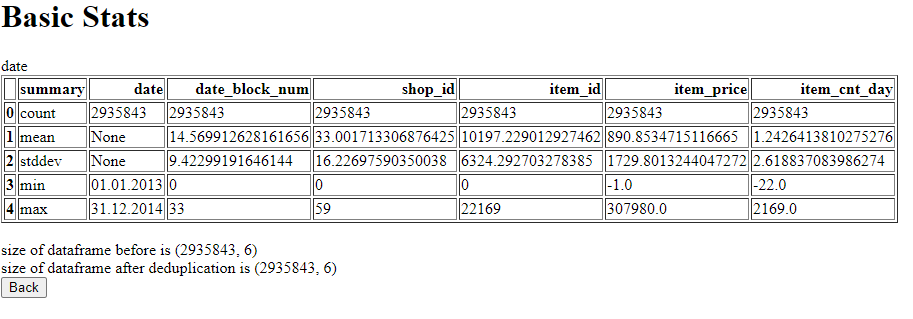 Basic Stats
date
summary date date_block_num shop_id item_id item_price item_cnt_day
0 count 2935843 2935843 2935843 2935843 2935843 2935843
1 mean None 14.569912628161656 33.001713306876425 10197.229012927462 890.8534715116665 1.2426413810275276
2 stddev None 9.42299191646144 16.22697590350038 6324.292703278385 1729.8013244047272 2.618837083986274
3 min 01.01.2013 0 0 0 -1.0 -22.0
4 max 31.12.2014 33 59 22169 307980.0 2169.0
size of dataframe before is (2935843, 6)
size of dataframe after deduplication is (2935843, 6)
Back